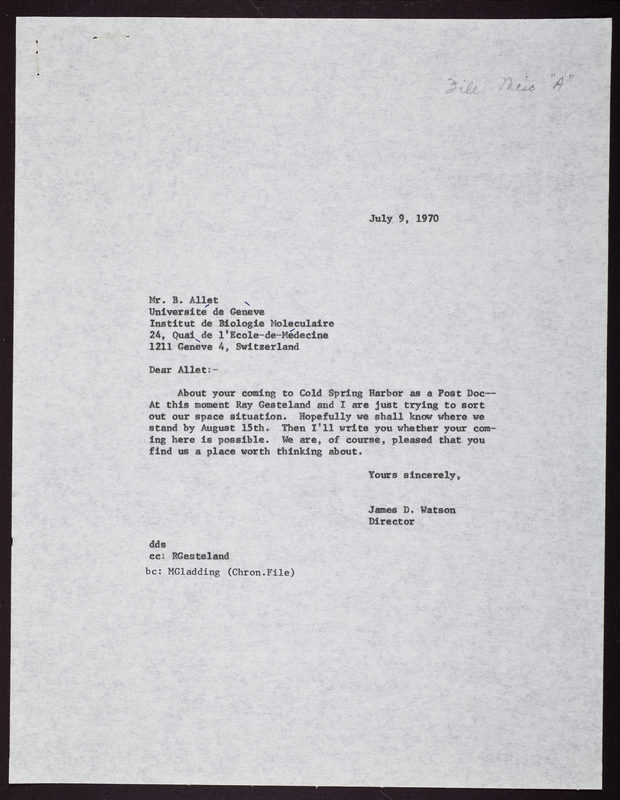 File: Misc "A"
July 9, 1970
Mr. B. Allet
Université de Genève
Institut de Biologie Moleculaire
24, Quai de l'Ecole-de-Médecine
1211 Genève 4, Switzerland
Dear Allet:-
About your coming to Cold Spring Harbor as a Post Doc--
At this moment Ray Gesteland and I are just trying to sort
out our space situation. Hopefully we shall know where we
stand by August 15th. Then I'll write you whether your com-
ing here is possible. We are, of course, pleased that you
find us a place worth thinking about.
Yours sincerely,
James D. Watson
Director
dds
cc: RGesteland
bc: MGladding (Chron.File)